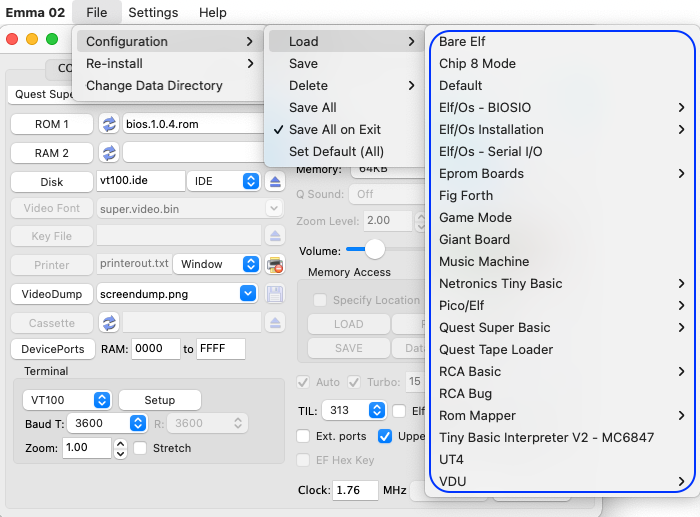 Emma 02 File Settings Help
Configuration
Re-install
Change Data Directory
Load
Save
Delete
Save All
Save All on Exit
Set Default (All)
Bare Elf
Chip 8 Mode
Default
Elf/Os - BIOSIO
Elf/Os Installation
Elf/Os - Serial I/O
Eprom Boards
Fig Forth
Game Mode
Giant Board
Music Machine
Netronics Tiny Basic
Pico/Elf
Quest Super Basic
Quest Tape Loader
RCA Basic
RCA Bug
Rom Mapper
Tiny Basic Interpreter V2 - MC6847
UT4
VDU
Quest Supe
ROM 1 bios.1.0.4.rom
RAM 2
Disk vt100.ide IDE
Video Font super.video.bin
Key File
Printer printerout.txt Window
VideoDump screendump.png
Cassette
DevicePorts RAM: 0000 to FFFF
Terminal
VT100 Setup
Baud T: 3600 R: 3600
Zoom: 1.00 Stretch
Memory: 64KB
Q Sound: Off
Zoom Level: 2.00
Volume:
Memory Access
Specify Location
LOAD
SAVE Data
Auto Turbo: 15
TIL: 313 Elf
Ext. ports Uppe
EF Hex Key
Clock: 1.76 MHz